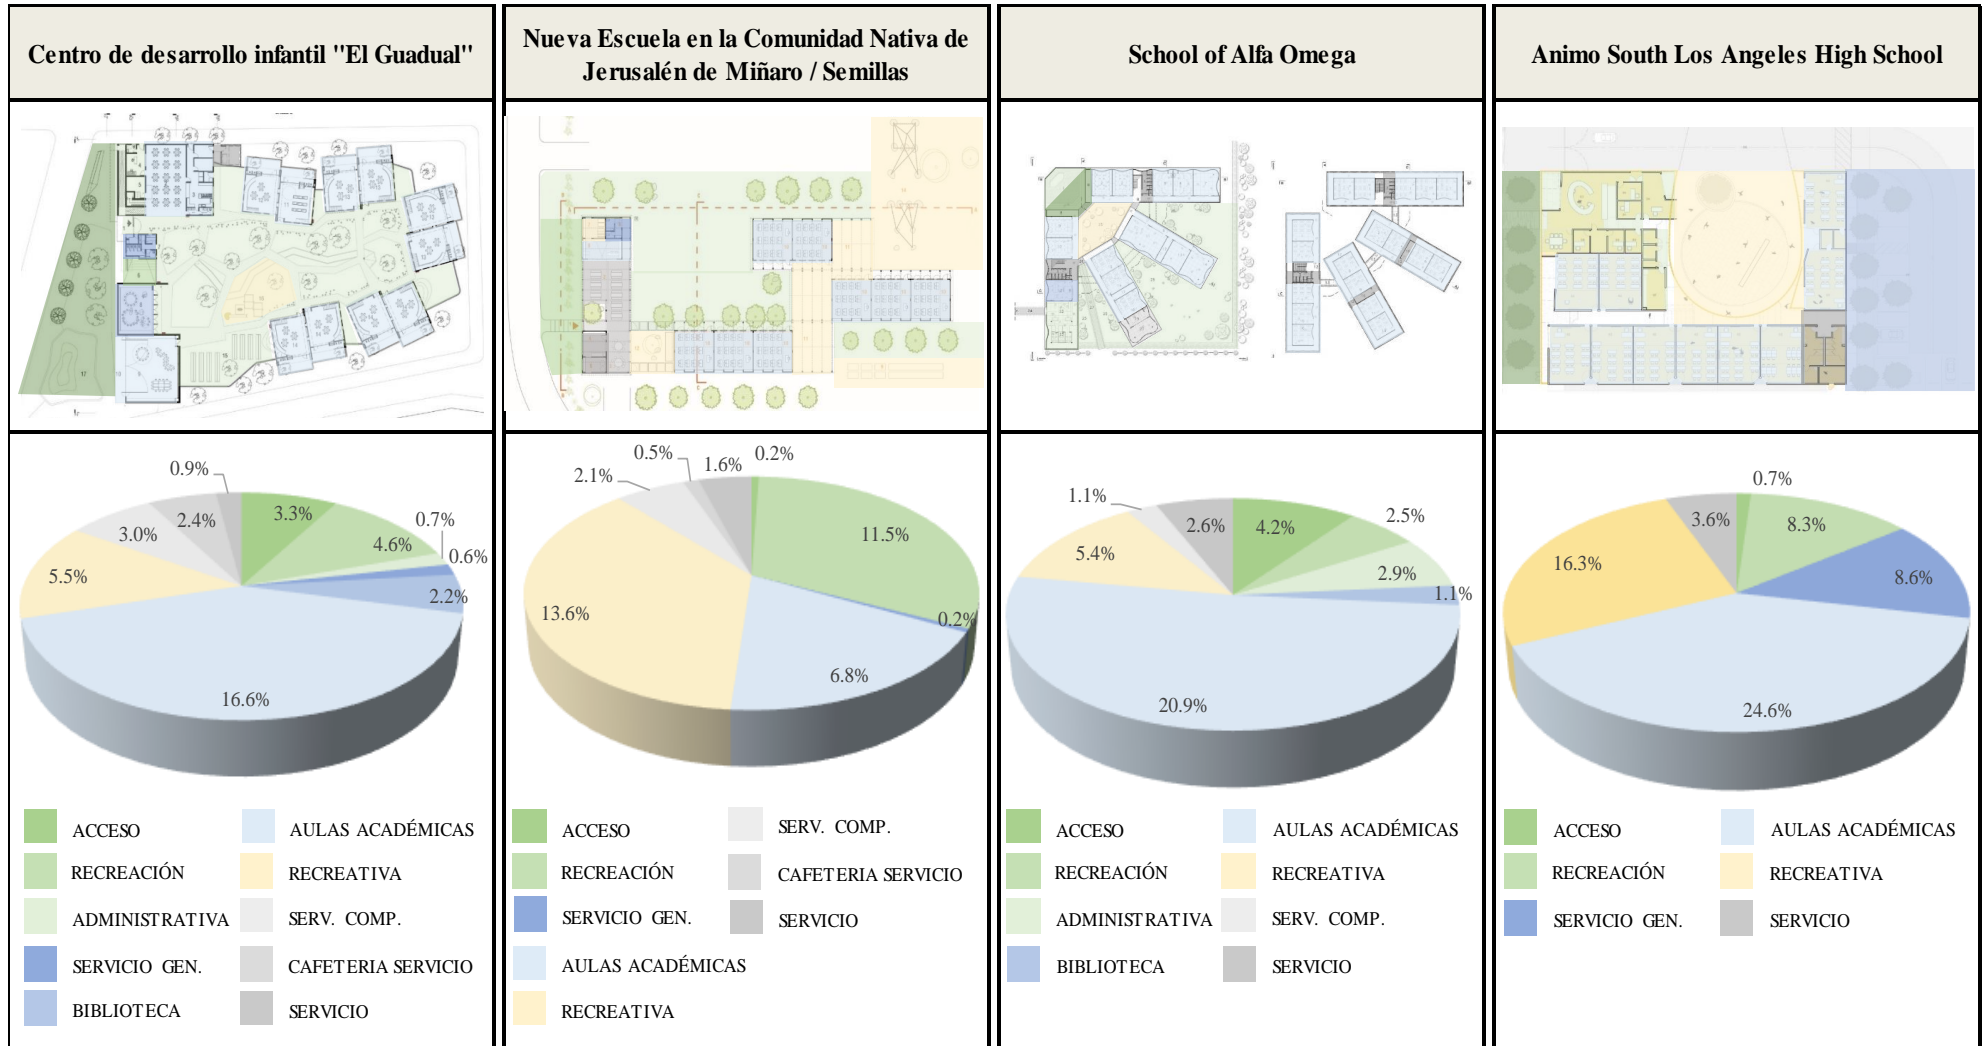 Centro de desarrollo infantil "El Guadual"
Nueva Escuela en la Comunidad Nativa de
Jerusalén de Miñaro / Semillas
School of Alfa Omega
Animo South Los Angeles High School
0.9%
3.3%
0.7%
2.4%
3.0%
4.6%
0.6%
5.5%
2.2%
16.6%
ACCESO
AULAS ACADÉMICAS
RECREACIÓN
RECREATIVA
ADMINISTRATIVA
SERV. COMP.
SERVICIO GEN.
CAFETERIA SERVICIO
BIBLIOTECA
SERVICIO
0.5%
0.2%
1.6%
2.1%
11.5%
13.6%
0.2%
6.8%
ACCESO
SERV. COMP.
RECREACIÓN
CAFETERIA SERVICIO
SERVICIO GEN.
SERVICIO
AULAS ACADÉMICAS
RECREATIVA
1.1%
2.6%
4.2%
2.5%
5.4%
2.9%
1.1%
20.9%
ACCESO
AULAS ACADÉMICAS
RECREACIÓN
RECREATIVA
ADMINISTRATIVA
SERV. COMP.
BIBLIOTECA
SERVICIO
0.7%
3.6%
8.3%
16.3%
8.6%
24.6%
ACCESO
AULAS ACADÉMICAS
RECREACIÓN
RECREATIVA
SERVICIO GEN.
SERVICIO